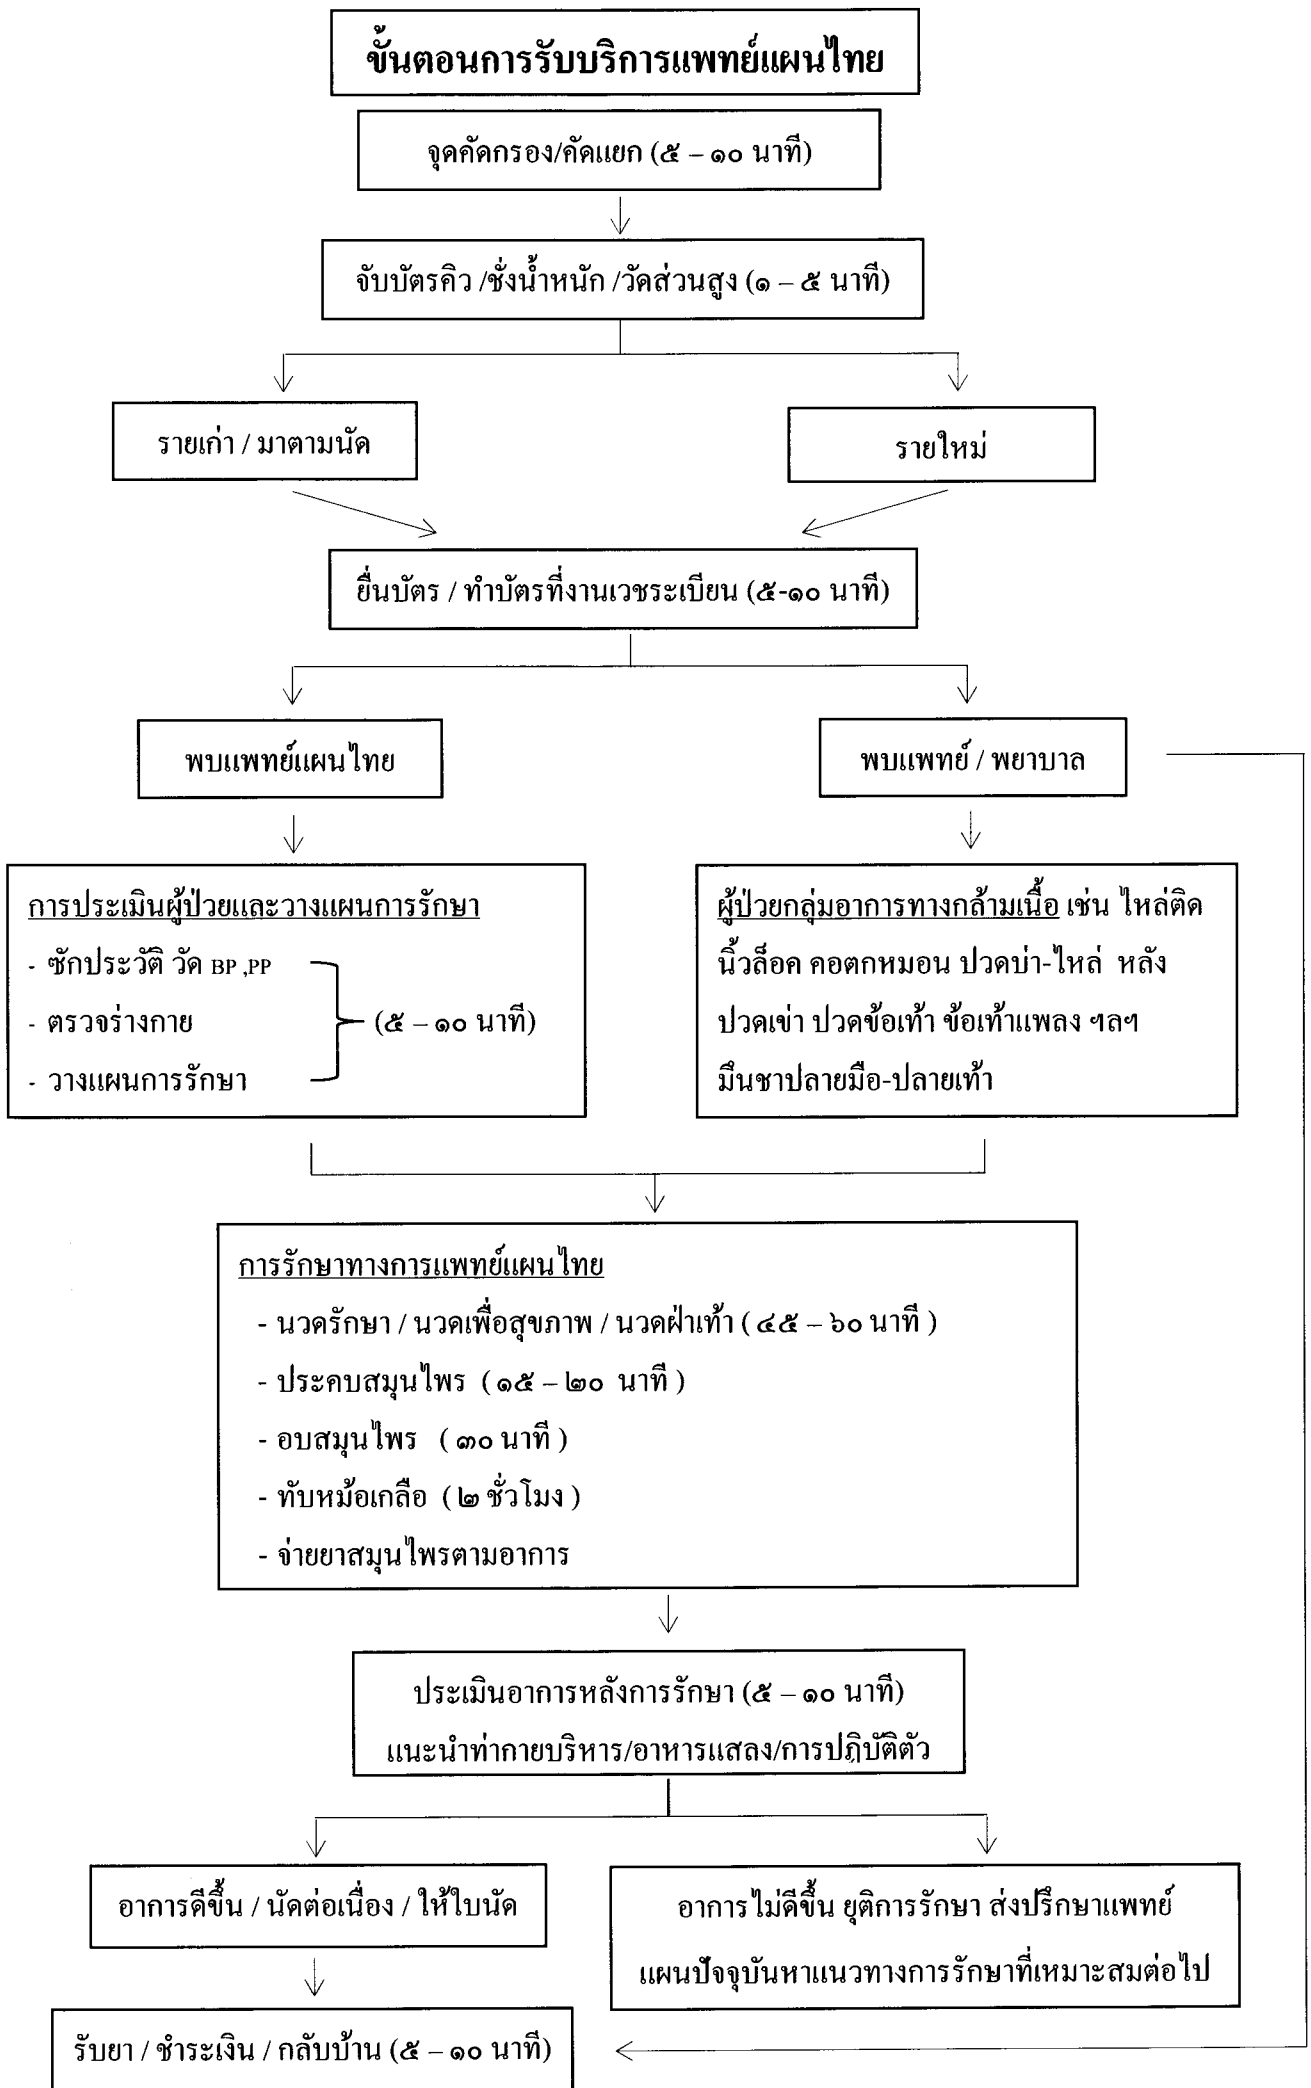 ขั้นตอนการรับบริการแพทย์แผนไทย
จุดคัดกรอง/คัดแยก (๕ – ๑๐ นาที)
จับบัตรคิว /ชั่งน้ำหนัก /วัดส่วนสูง (๑ – ๕ นาที)
รายเก่า / มาตามนัด
รายใหม่
ยื่นบัตร / ทำบัตรที่งานเวชระเบียน (๕-๑๐ นาที)
พบแพทย์แผนไทย
พบแพทย์ / พยาบาล
การประเมินผู้ป่วยและวางแผนการรักษา
- ซักประวัติ วัด BP ,PP
- ตรวจร่างกาย
- วางแผนการรักษา
(๕ – ๑๐ นาที)
ผู้ป่วยกลุ่มอาการทางกล้ามเนื้อ เช่น ไหล่ติด
นิ้วล็อค คอตกหมอน ปวดบ่า-ไหล่ หลัง
ปวดเข่า ปวดข้อเท้า ข้อเท้าแพลง ฯลฯ
มึนชาปลายมือ-ปลายเท้า
การรักษาทางการแพทย์แผนไทย
- นวดรักษา / นวดเพื่อสุขภาพ / นวดฝ่าเท้า ( ๔๕ – ๖๐ นาที )
- ประคบสมุนไพร ( ๑๕ – ๒๐ นาที )
- อบสมุนไพร ( ๓๐ นาที )
- ทับหม้อเกลือ ( ๒ ชั่วโมง )
- จ่ายยาสมุนไพรตามอาการ
ประเมินอาการหลังการรักษา (๕ – ๑๐ นาที)
แนะนำท่ากายบริหาร/อาหารแสลง/การปฏิบัติตัว
อาการดีขึ้น / นัดต่อเนื่อง / ให้ใบนัด
อาการไม่ดีขึ้น ยุติการรักษา ส่งปรึกษาแพทย์
แผนปัจจุบันหาแนวทางการรักษาที่เหมาะสมต่อไป
รับยา / ชำระเงิน / กลับบ้าน (๕ – ๑๐ นาที)